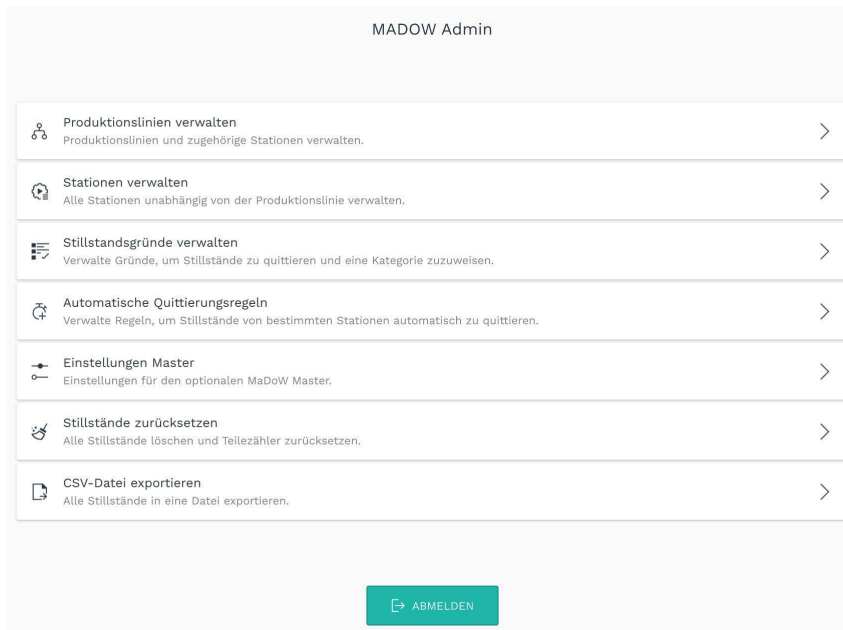 MADOW Admin
Produktionslinien verwalten
Produktionslinien und zugehörige Stationen verwalten.
Stationen verwalten
Alle Stationen unabhängig von der Produktionslinie verwalten.
Stillstandsgründe verwalten
Verwalte Gründe, um Stillstände zu quittieren und eine Kategorie zuzuweisen.
Automatische Quittierungsregeln
Verwalte Regeln, um Stillstände von bestimmten Stationen automatisch zu quittieren.
Einstellungen Master
Einstellungen für den optionalen MaDoW Master.
Stillstände zurücksetzen
Alle Stillstände löschen und Teilezähler zurücksetzen.
CSV-Datei exportieren
Alle Stillstände in eine Datei exportieren.
ABMELDEN